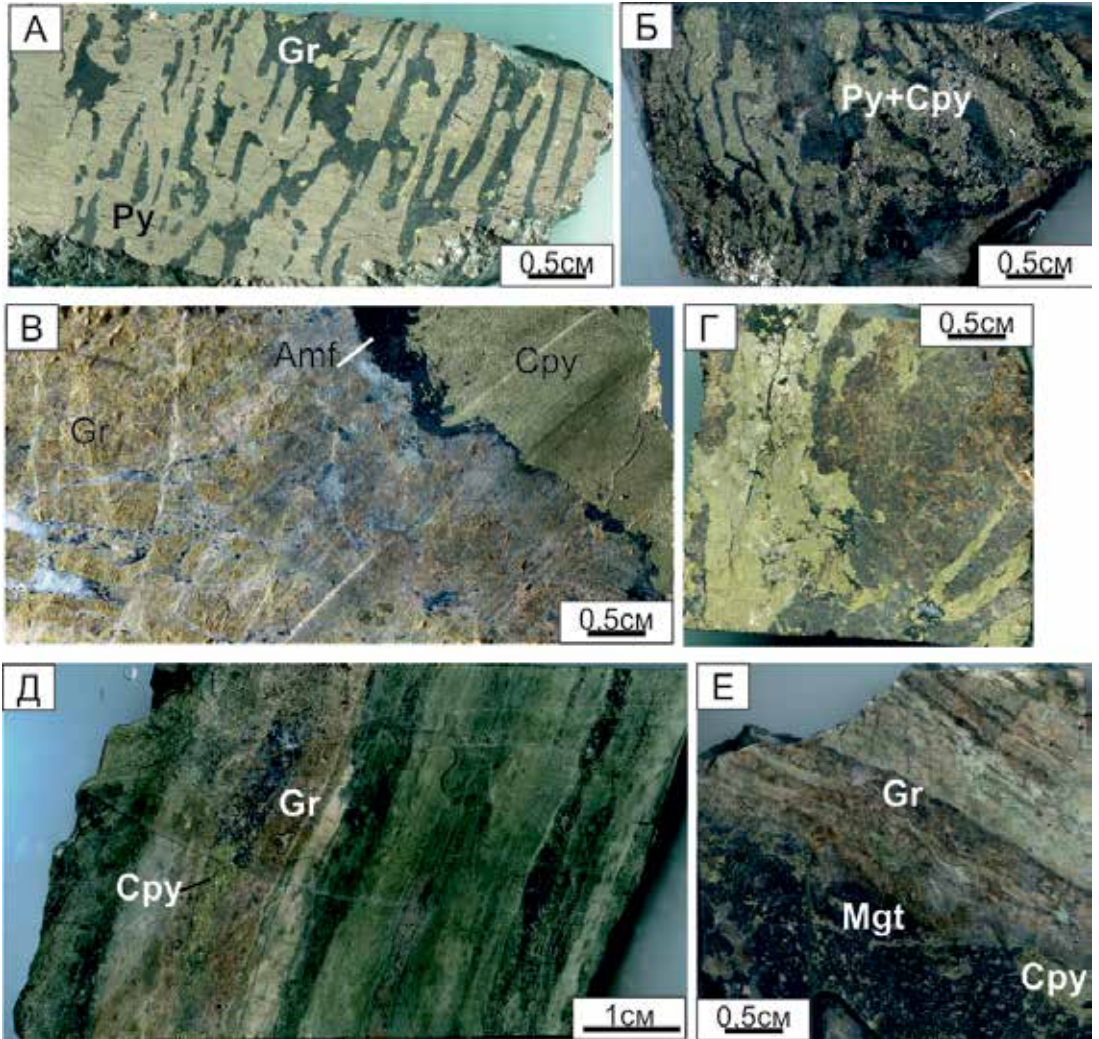 А
Gr
Py
0.5см
Б
Py+Cpy
0.5см
В
Amf
Cpy
Gr
0.5см
Г
0.5см
Д
Gr
Cpy
1см
Е
Gr
Mgt
Cpy
0.5см